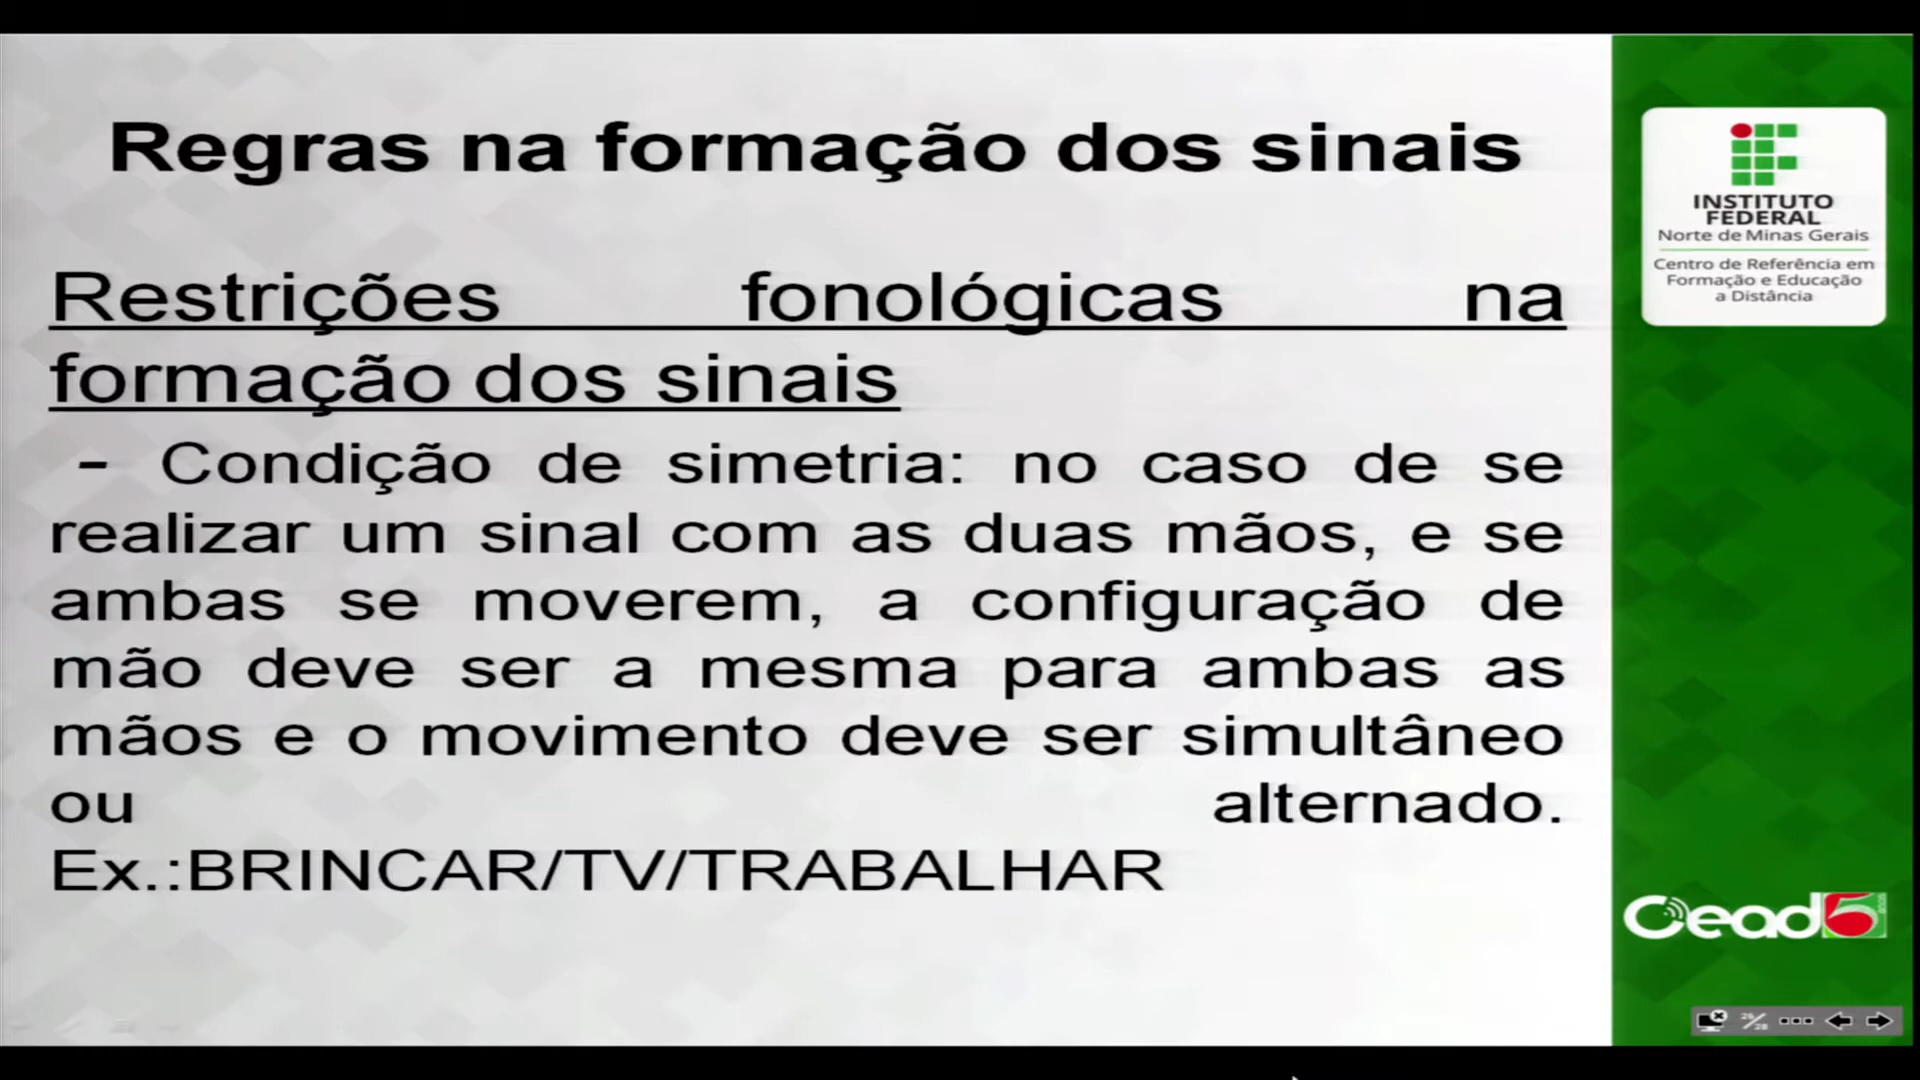 Regras na formação dos sinais
Restrições fonológicas na
formação dos sinais
- Condição de simetria: no caso de se
realizar um sinal com as duas mãos, e se
ambas se moverem, a configuração de
mão deve ser a mesma para ambas as
mãos e o movimento deve ser simultâneo
ou alternado.
Ex.:BRINCAR/TV/TRABALHAR
INSTITUTO
FEDERAL
Norte de Minas Gerais
Centro de Referência em
Formação e Educação
a Distância
Cead5
26/28